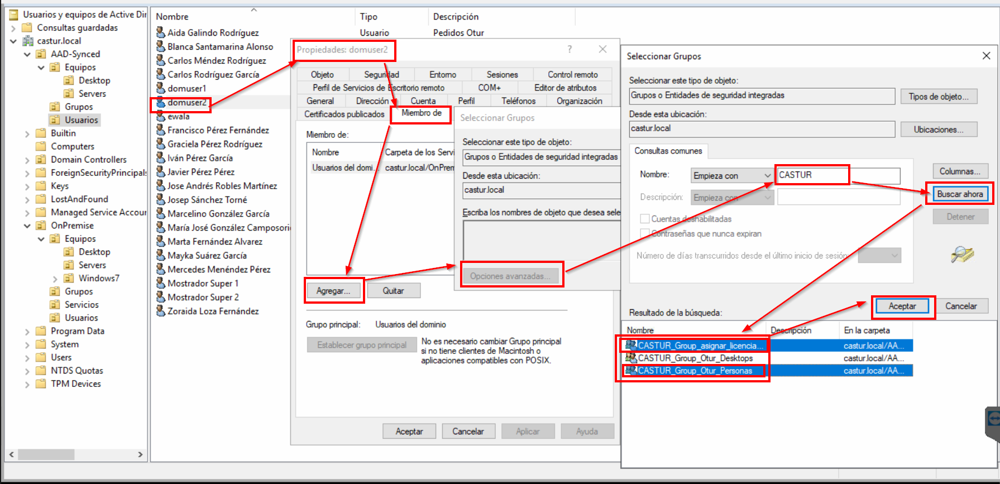 Usuarios y equipos de Active Dir
Consultas guardadas
castur.local
AAD-Synced
Equipos
Desktop
Servers
Grupos
Usuarios
Builtin
Computers
Domain Controllers
ForeignSecurityPrincipals
Keys
LostAndFound
Managed Service Accour
OnPremise
Equipos
Desktop
Servers
Windows7
Grupos
Servicios
Usuarios
Program Data
System
Users
NTDS Quotas
TPM Devices
Nombre Tipo Descripción
Aida Galindo Rodríguez Usuario Pedidos Otur
Blanca Santamarina Alonso
Carlos Méndez Rodríguez
Carlos Rodríguez García
domuser1
domuser2
ewala
Francisco Pérez Fernández
Graciela Pérez Rodríguez
Iván Pérez García
Javier Pérez Pérez
Jose Andrés Robles Martínez
Josep Sánchez Torné
Marcelino González García
María José González Camposori
Marta Fernández Alvarez
Mayka Suárez García
Mercedes Menéndez Pérez
Mostrador Super 1
Mostrador Super 2
Zoraida Loza Fernández
Propiedades: domuser2 ?
Objeto Seguridad Entorno Sesiones Control remoto
Perfil de Servicios de Escritorio remoto COM+ Editor de atributos
General Dirección Cuenta Perfil Teléfonos Organización
Certificados publicados Miembro de
Miembro de:
Nombre Carpeta de los Servi
Usuarios del domi... castur.local/OnPrem
Agregar... Quitar
Grupo principal: Usuarios del dominio
Establecer grupo principal
No es necesario cambiar Grupo principal
si no tiene clientes de Macintosh o
aplicaciones compatibles con POSIX.
Aceptar Cancelar Aplicar Ayuda
Seleccionar Grupos
Seleccionar este tipo de objeto:
Grupos o Entidades de seguridad integradas
Desde esta ubicación:
castur.local
Escriba los nombres de objeto que desea sele
Opciones avanzadas...
Seleccionar Grupos
Seleccionar este tipo de objeto:
Grupos o Entidades de seguridad integradas Tipos de objeto...
Desde esta ubicación:
castur.local Ubicaciones...
Consultas comunes
Nombre: Empieza con CASTUR Columnas...
Buscar ahora
Descripción: Empieza con
Cuentas deshabilitadas Detener
Contraseñas que nunca expiran
Número de días transcurridos desde el último inicio de sesión:
Aceptar Cancelar
Resultado de la búsqueda:
Nombre Descripción En la carpeta
CASTUR_Group_asignar_licencia... castur.local/AA...
CASTUR_Group_Otur_Desktops castur.local/AA...
CASTUR_Group_Otur_Personas castur.local/AA...